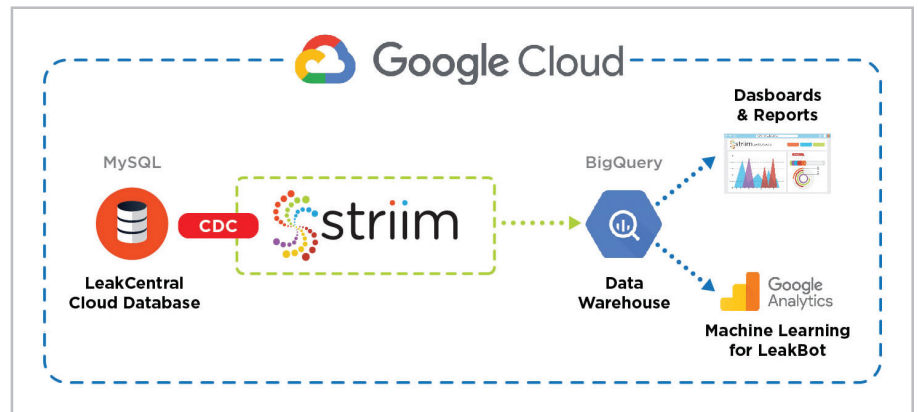 Google Cloud
Dasboards
& Reports
MySQL
BigQuery
striim
CDC
striim
LeakCentral
Cloud Database
Data
Warehouse
Google
Analytics
Machine Learning
for LeakBot